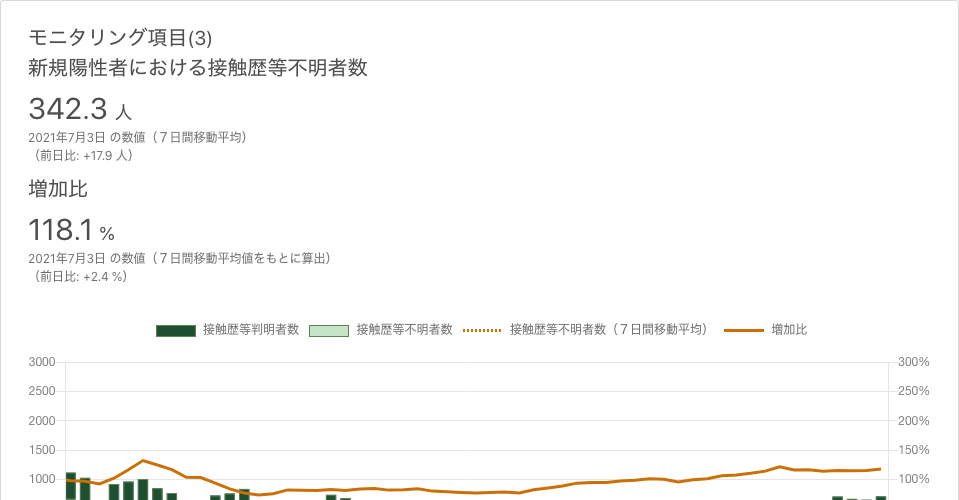 モニタリング項目(3)
新規陽性者における接触歴等不明者数
342.3 人
2021年7月3日 の数値（７日間移動平均）
（前日比: +17.9 人）
増加比
118.1 %
2021年7月3日 の数値（７日間移動平均値をもとに算出）
（前日比: +2.4 %）
接触歴等判明者数 接触歴等不明者数 接触歴等不明者数（７日間移動平均） 増加比
3000 300%
2500 250%
2000 200%
1500 150%
1000 100%